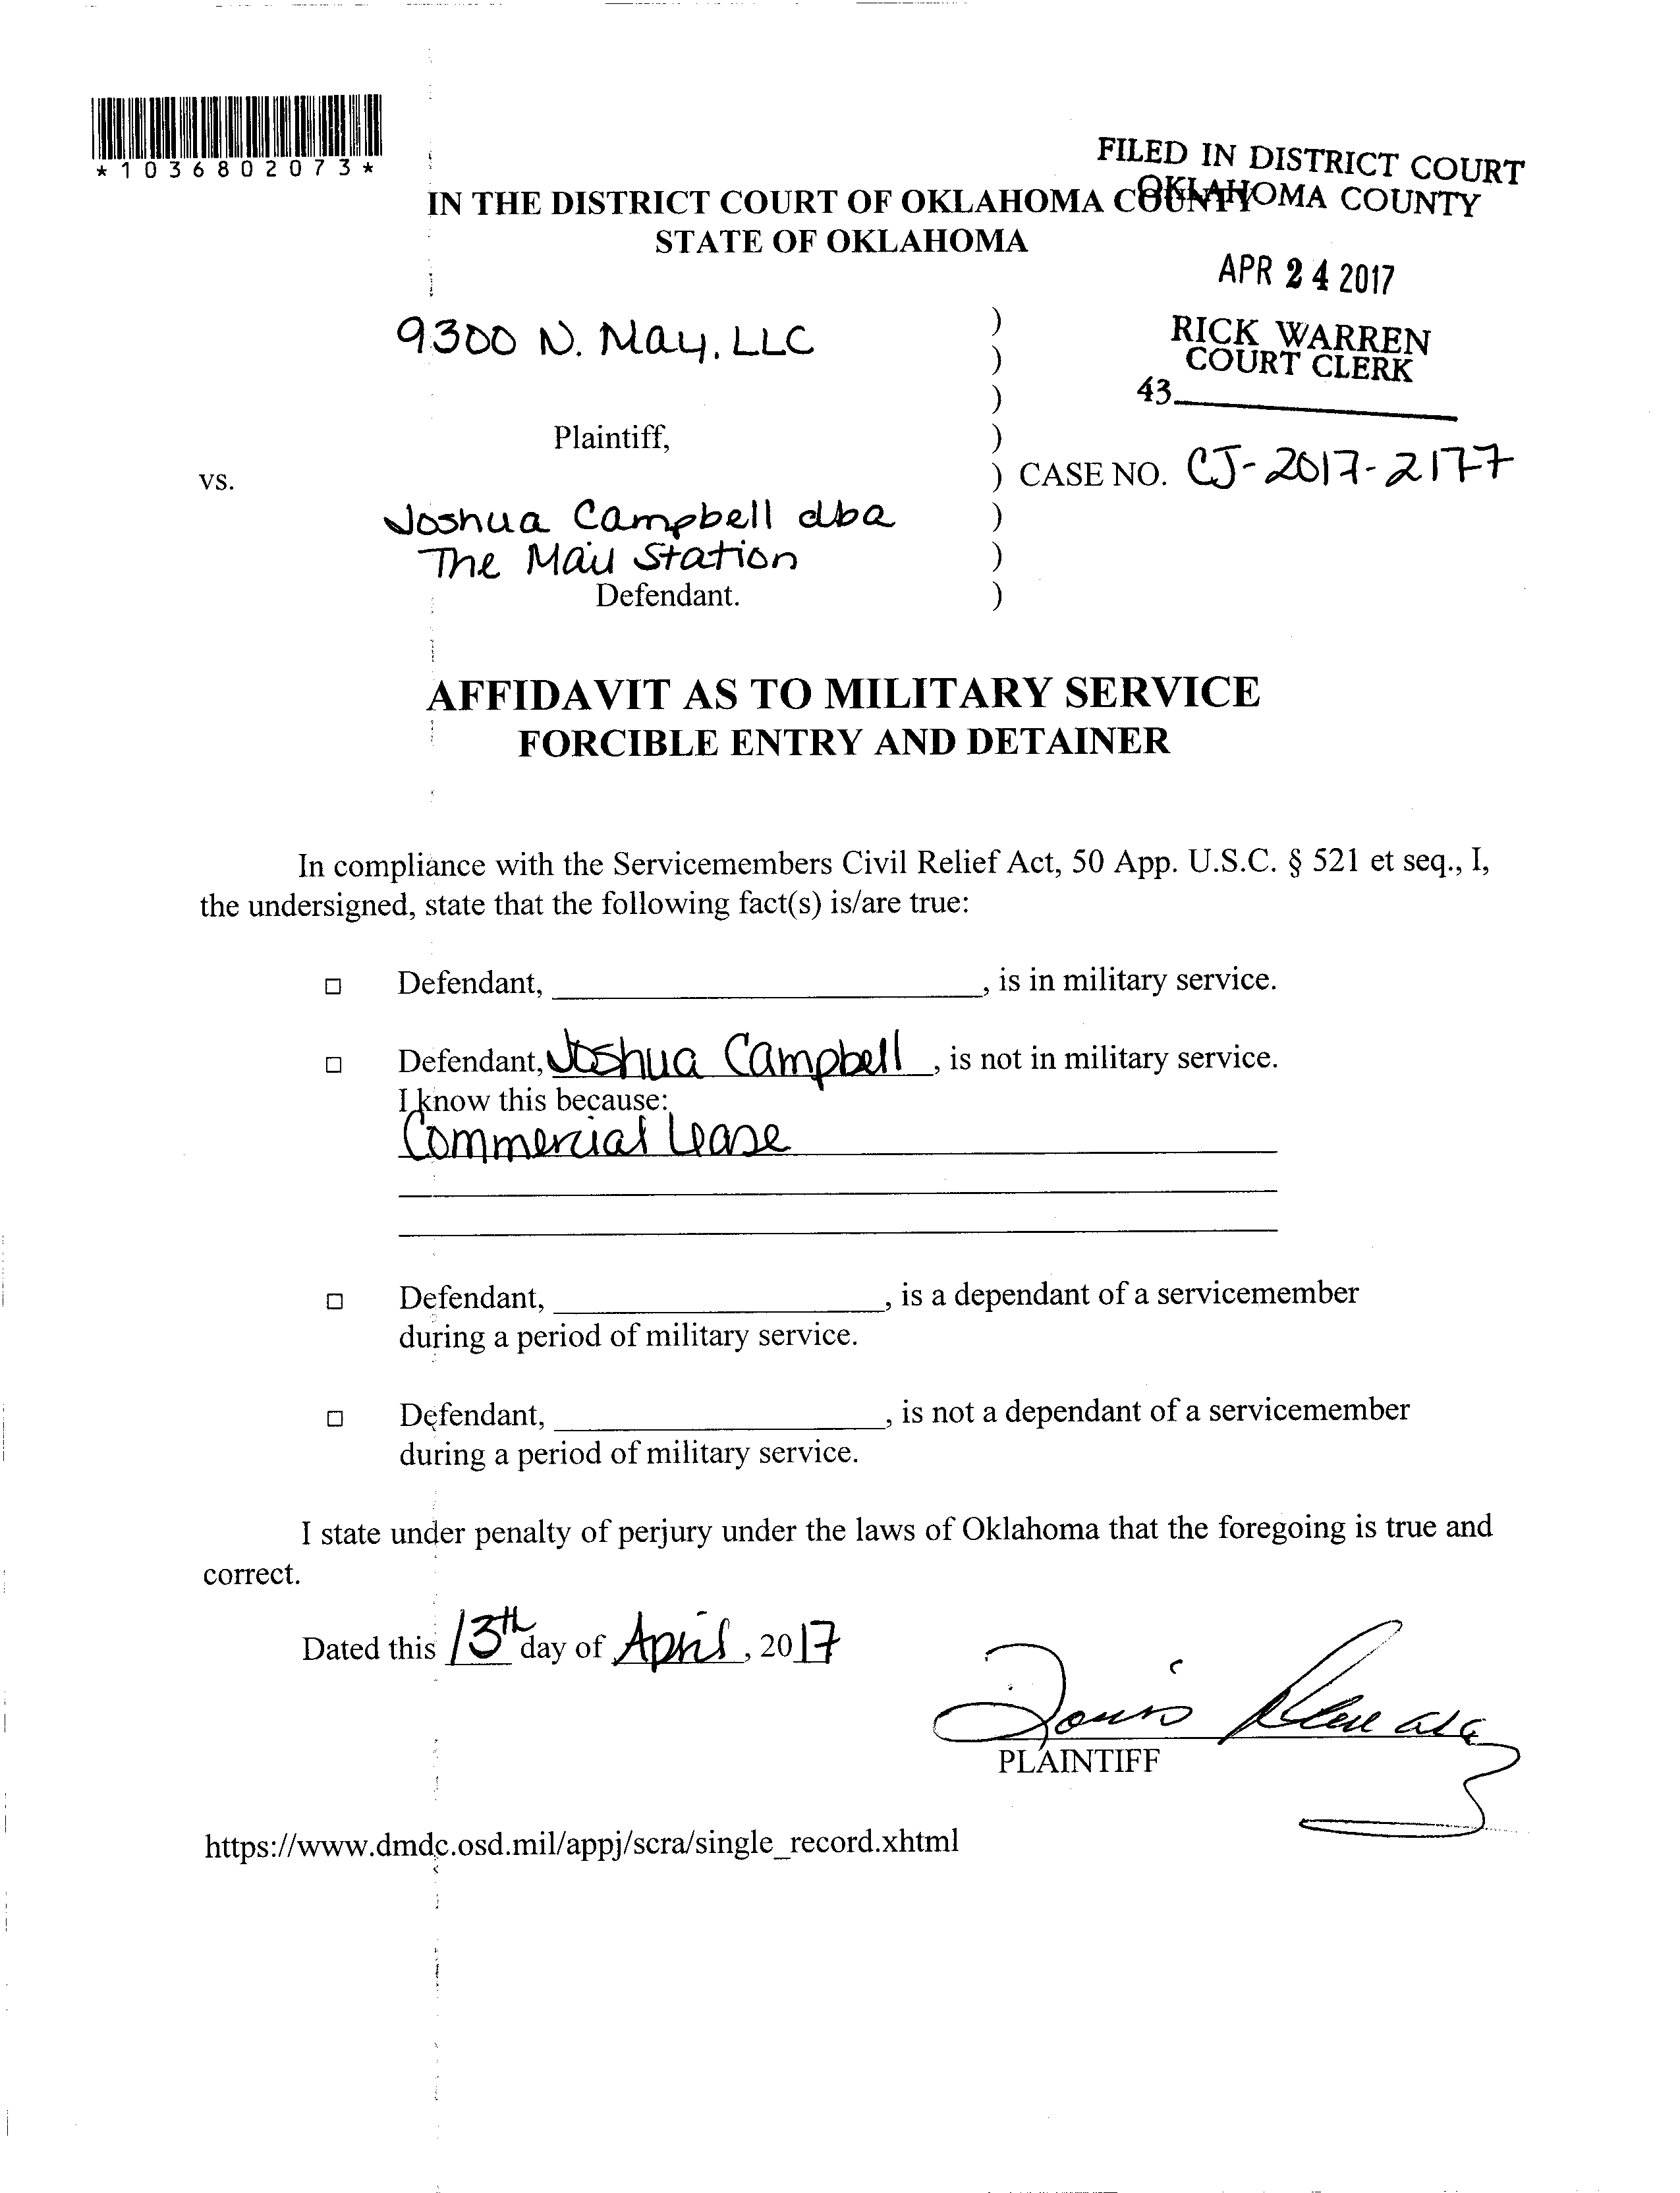 *1036802073*
FILED IN DISTRICT COURT
OKLAHOMA COUNTY
IN THE DISTRICT COURT OF OKLAHOMA COUNTY
STATE OF OKLAHOMA
APR 24 2017
9300 N. May, LLC )
) RICK WARREN
) COURT CLERK
) 43
Plaintiff, )
vs. ) CASE NO. CJ-2017-2177
Joshua Campbell dba )
The Mail Station )
Defendant. )
AFFIDAVIT AS TO MILITARY SERVICE
FORCIBLE ENTRY AND DETAINER
In compliance with the Servicemembers Civil Relief Act, 50 App. U.S.C. § 521 et seq., I,
the undersigned, state that the following fact(s) is/are true:
□ Defendant, ____________, is in military service.
□ Defendant, Joshua Campbell, is not in military service.
I know this because:
Commercial Lease
□ Defendant, ____________, is a dependant of a servicemember
during a period of military service.
□ Defendant, ____________, is not a dependant of a servicemember
during a period of military service.
I state under penalty of perjury under the laws of Oklahoma that the foregoing is true and
correct.
Dated this 13th day of April, 2017
PLAINTIFF
https://www.dmdc.osd.mil/appj/scra/single_record.xhtml